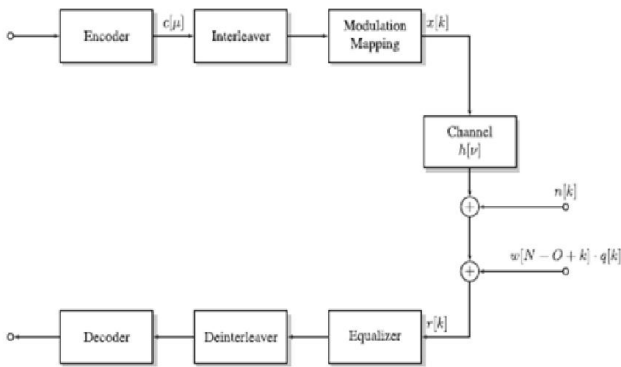 Encoder
c[μ]
Interleaver
Modulation
Mapping
x[k]
Channel
h[ν]
+
n[k]
+
w[N − O + k] · q[k]
Decoder
Deinterleaver
Equalizer
r[k]